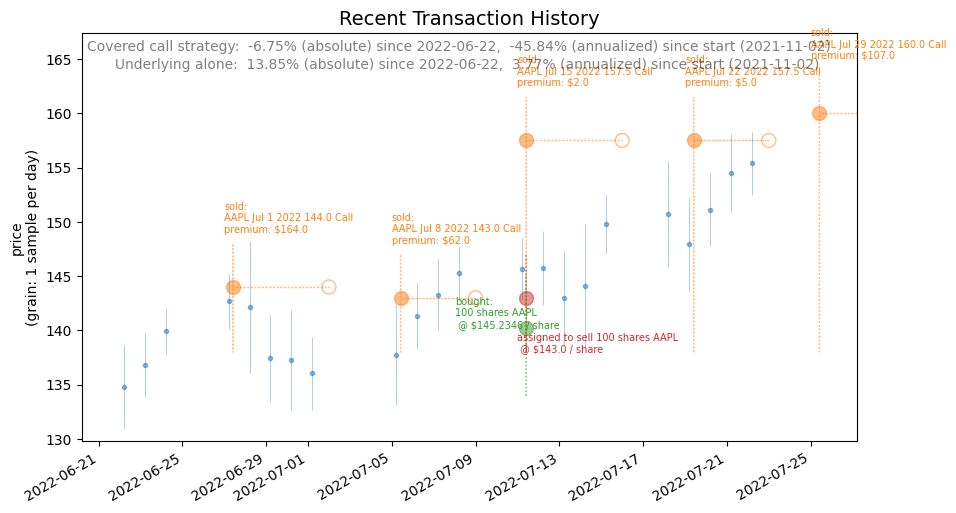 Recent Transaction History
Covered call strategy:  -6.75% (absolute) since 2022-06-22,  -45.84% (annualized) since start (2021-11-02)
Underlying alone:  13.85% (absolute) since 2022-06-22,  3.77% (annualized) since start (2021-11-02)
sold:
AAPL Jul 29 2022 160.0 Call
premium: $107.0
sold:
AAPL Jul 15 2022 157.5 Call
premium: $2.0
sold:
AAPL Jul 22 2022 157.5 Call
premium: $5.0
sold:
AAPL Jul 1 2022 144.0 Call
premium: $164.0
sold:
AAPL Jul 8 2022 143.0 Call
premium: $62.0
bought:
100 shares AAPL
@ $145.2346 / share
assigned to sell 100 shares AAPL
@ $143.0 / share
price
(grain: 1 sample per day)
165
160
155
150
145
140
135
130
2022-06-21
2022-06-25
2022-06-29
2022-07-01
2022-07-05
2022-07-09
2022-07-13
2022-07-17
2022-07-21
2022-07-25